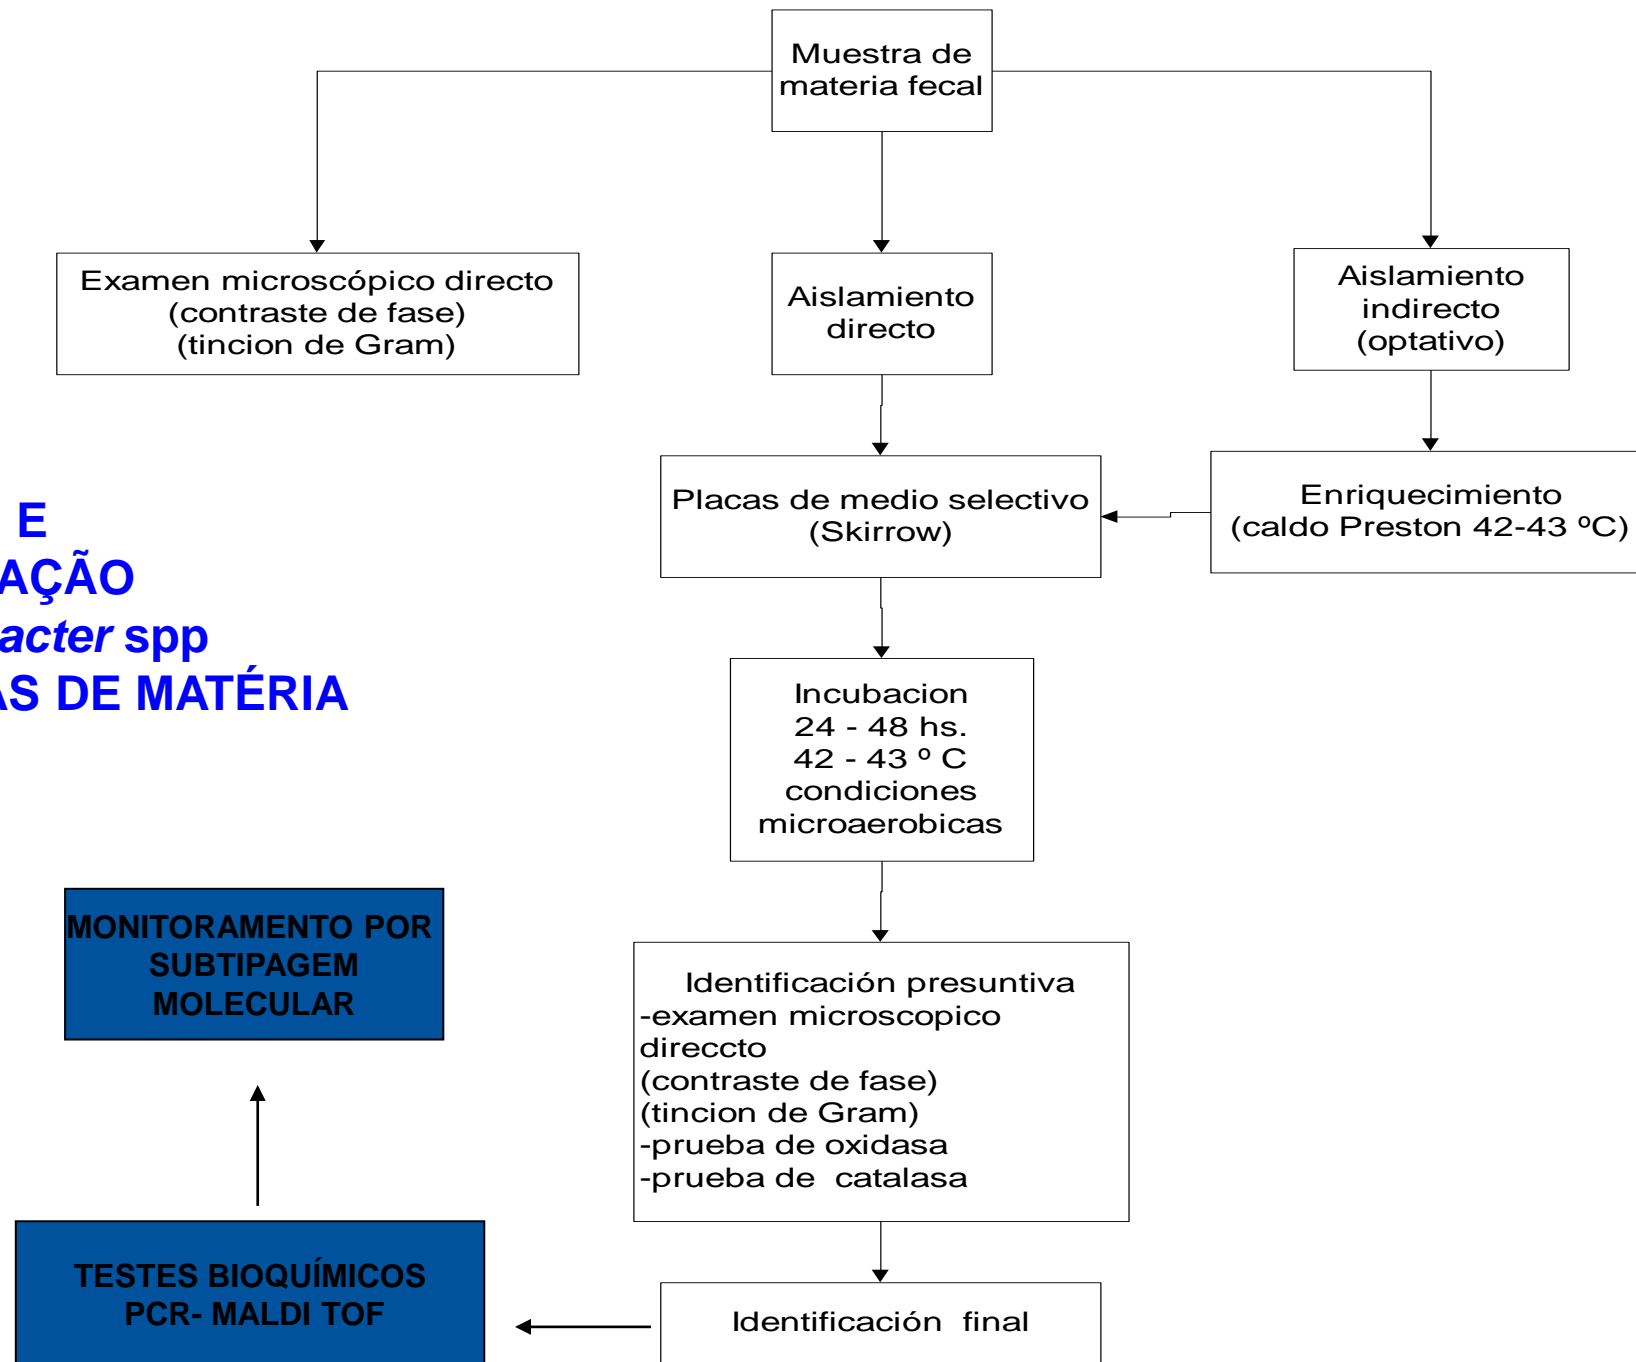 Muestra de
materia fecal
Examen microscópico directo
(contraste de fase)
(tincion de Gram)
Aislamiento
directo
Aislamiento
indirecto
(optativo)
Placas de medio selectivo
(Skirrow)
Enriquecimiento
(caldo Preston 42-43 ºC)
E
AÇÃO
acter spp
AS DE MATÉRIA
Incubacion
24 - 48 hs.
42 - 43 º C
condiciones
microaerobicas
MONITORAMENTO POR
SUBTIPAGEM
MOLECULAR
Identificación presuntiva
-examen microscopico
direccto
(contraste de fase)
(tincion de Gram)
-prueba de oxidasa
-prueba de catalasa
TESTES BIOQUÍMICOS
PCR- MALDI TOF
Identificación final